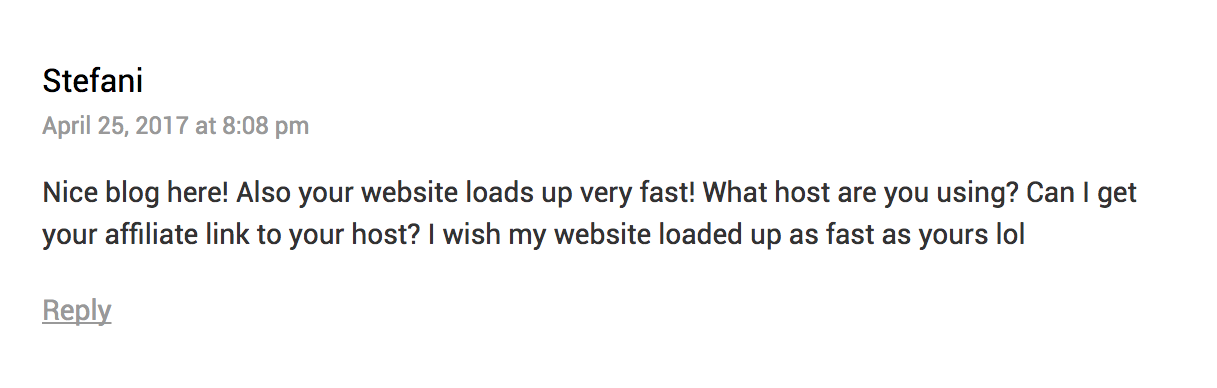 Stefani
April 25, 2017 at 8:08 pm
Nice blog here! Also your website loads up very fast! What host are you using? Can I get
your affiliate link to your host? I wish my website loaded up as fast as yours lol
Reply